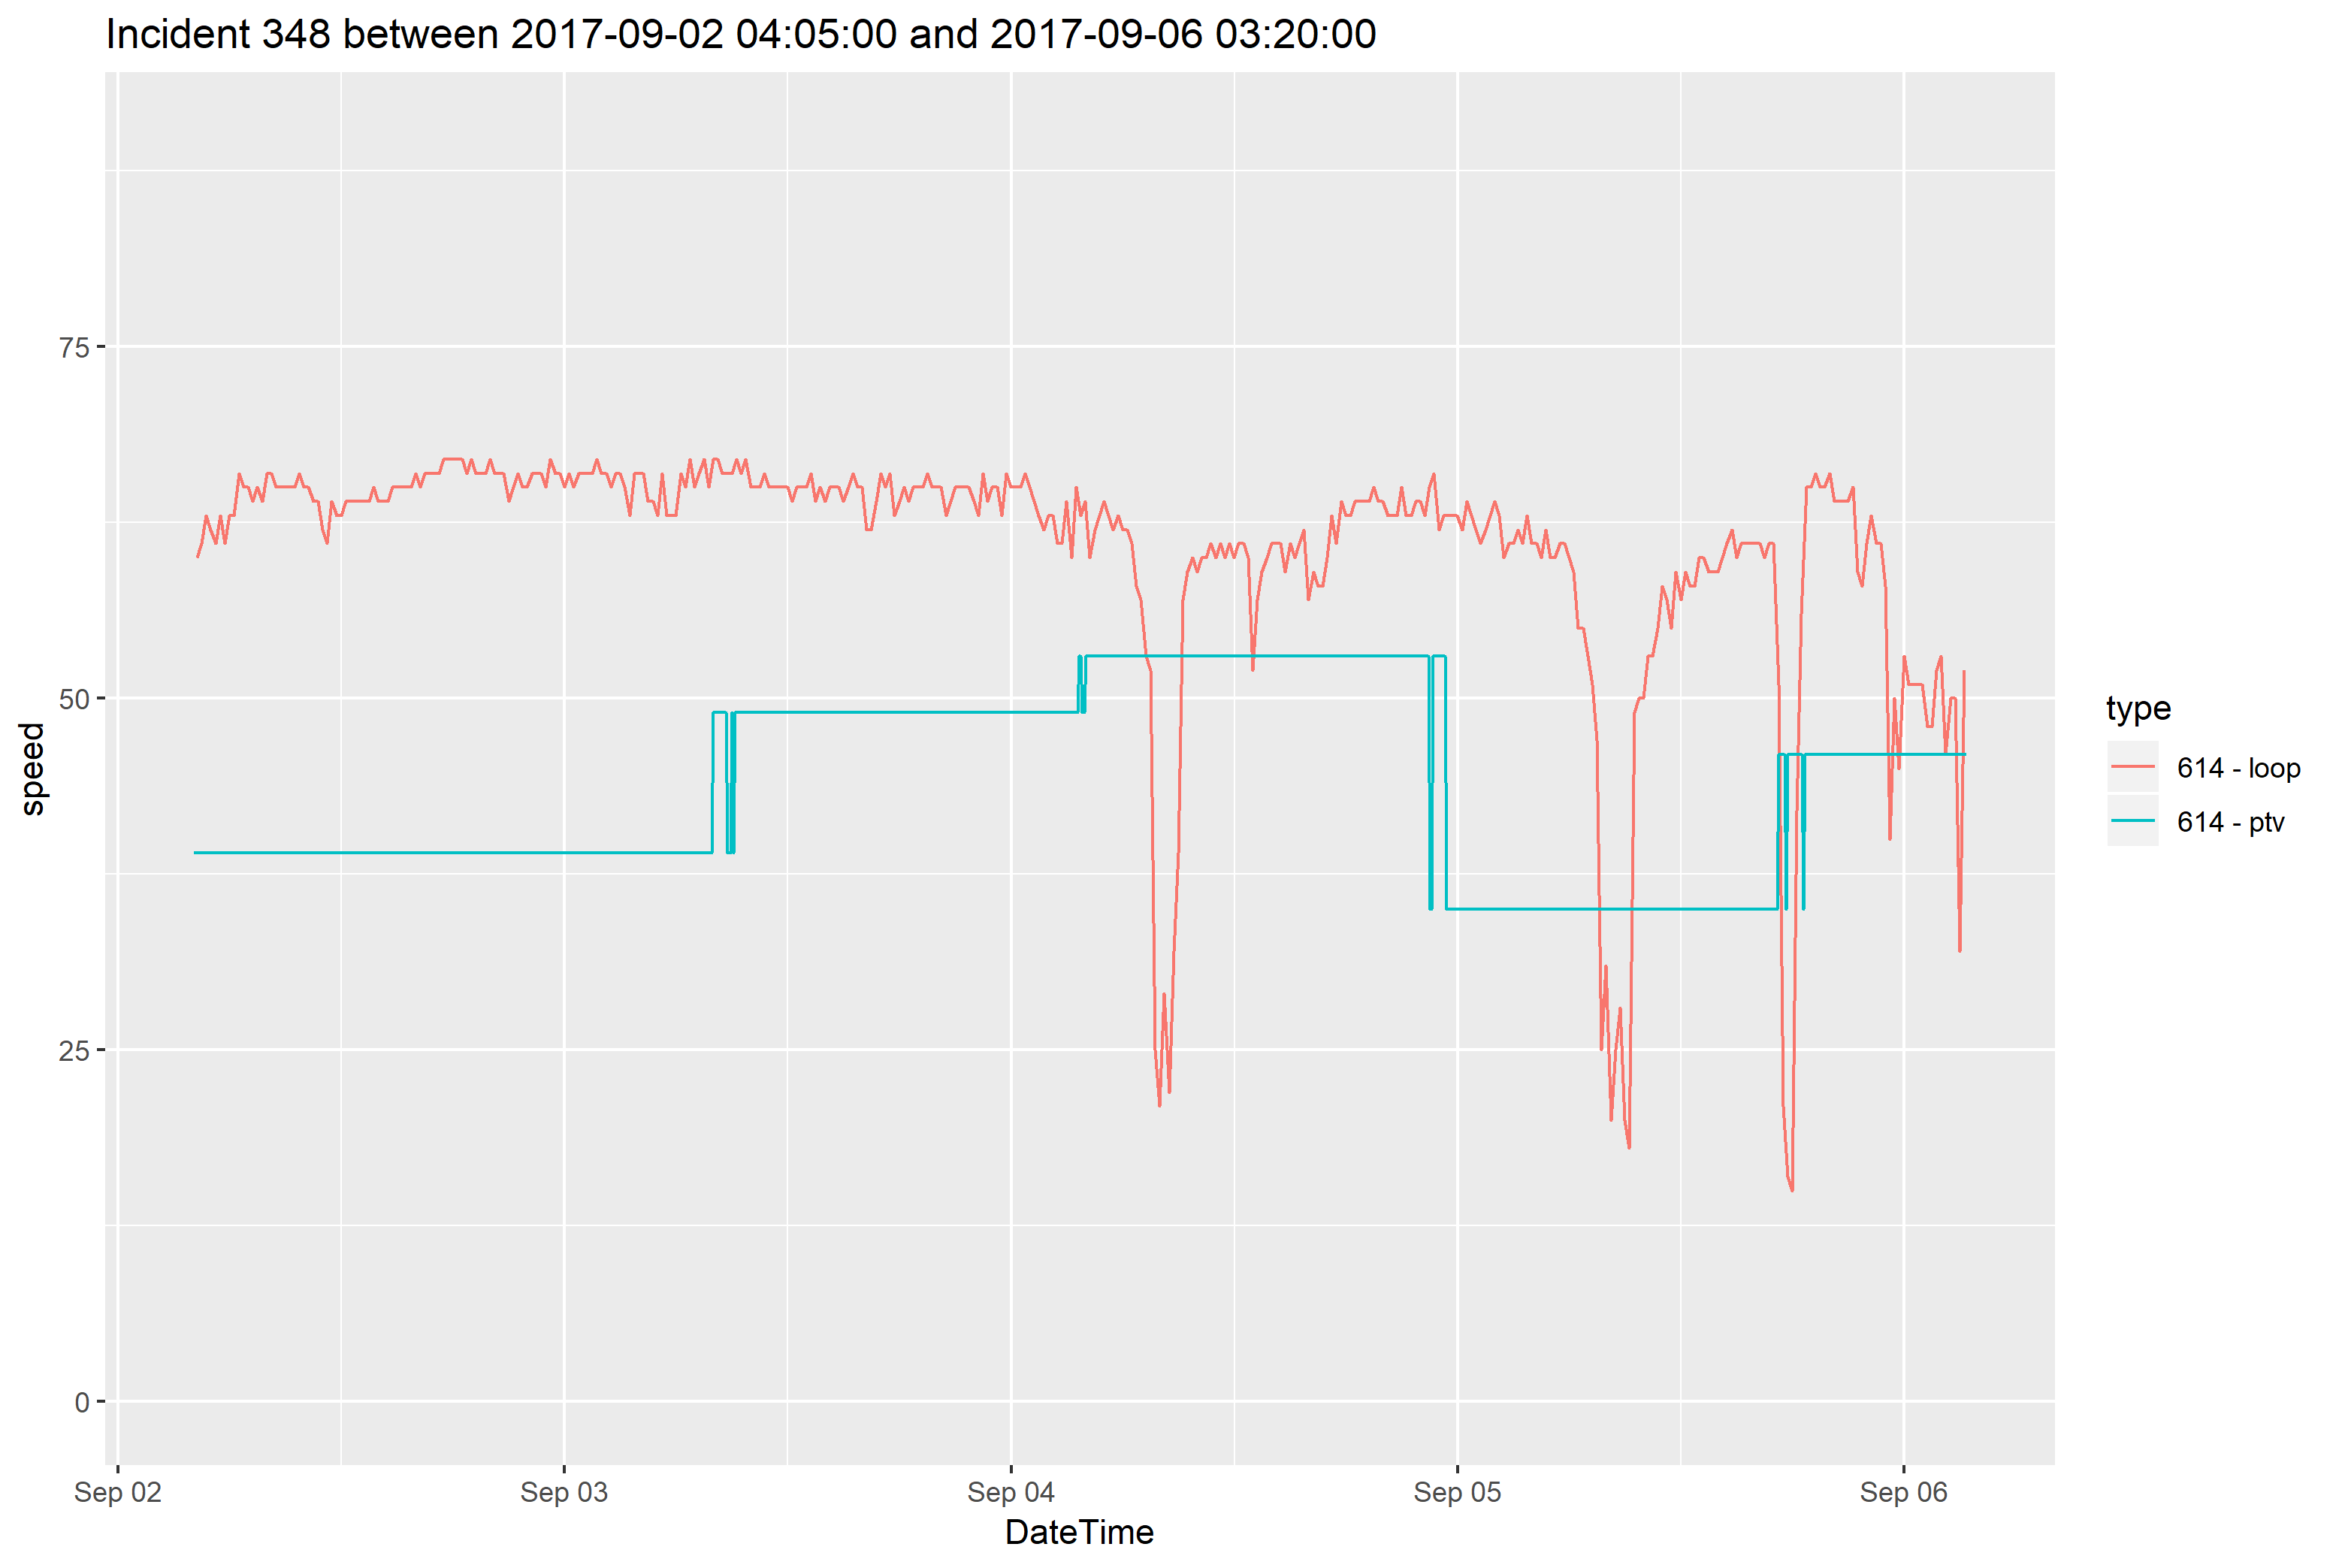 Incident 348 between 2017-09-02 04:05:00 and 2017-09-06 03:20:00
75
50
25
0
speed
Sep 02
Sep 03
Sep 04
Sep 05
Sep 06
DateTime
type
614 - loop
614 - ptv